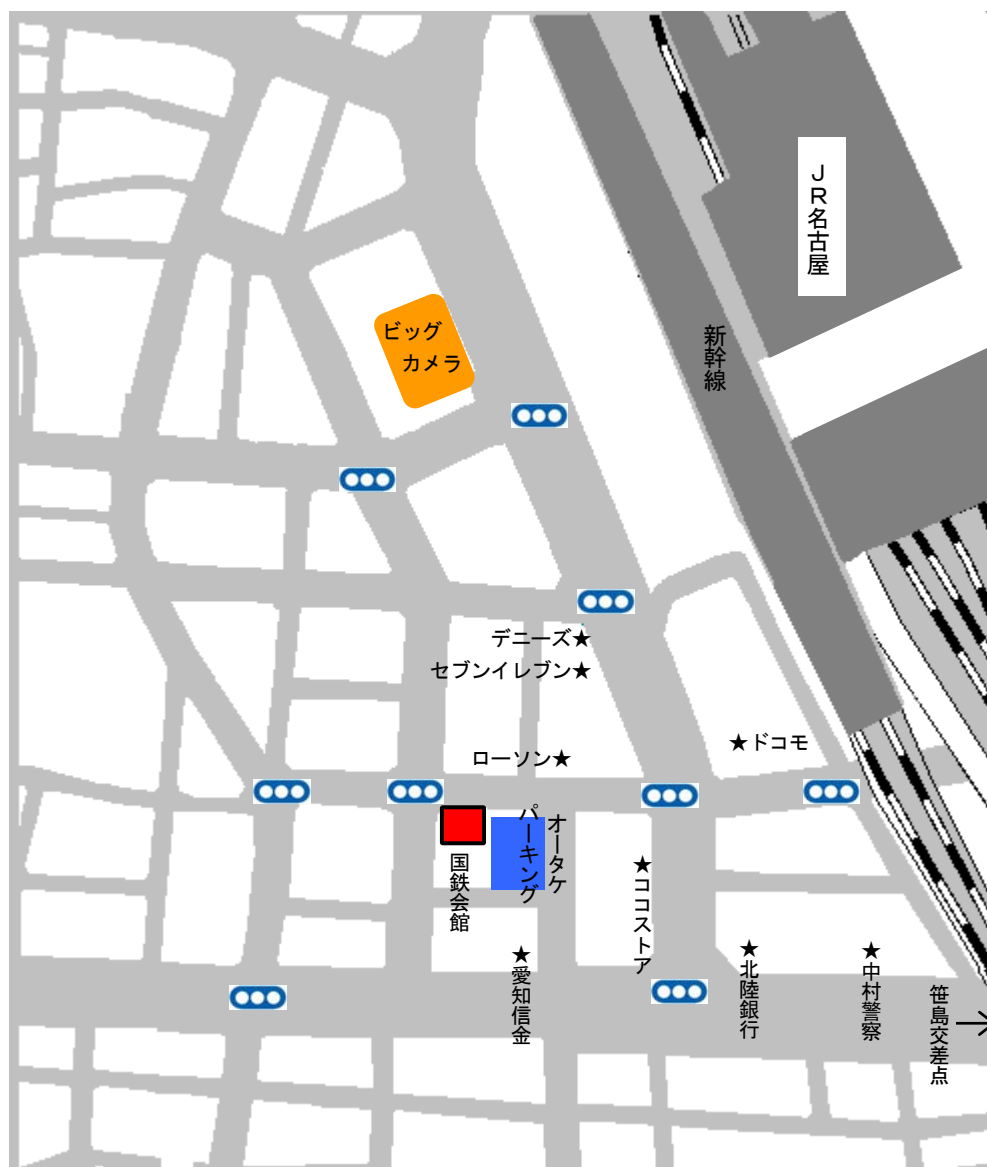 JR名古屋
新幹線
ビッグ
カメラ
デニーズ★
セブンイレブン★
ローソン★
★ドコモ
国鉄会館
オータケ
パーキング
★ココストア
★愛知信金
★北陸銀行
★中村警察
笹島交差点